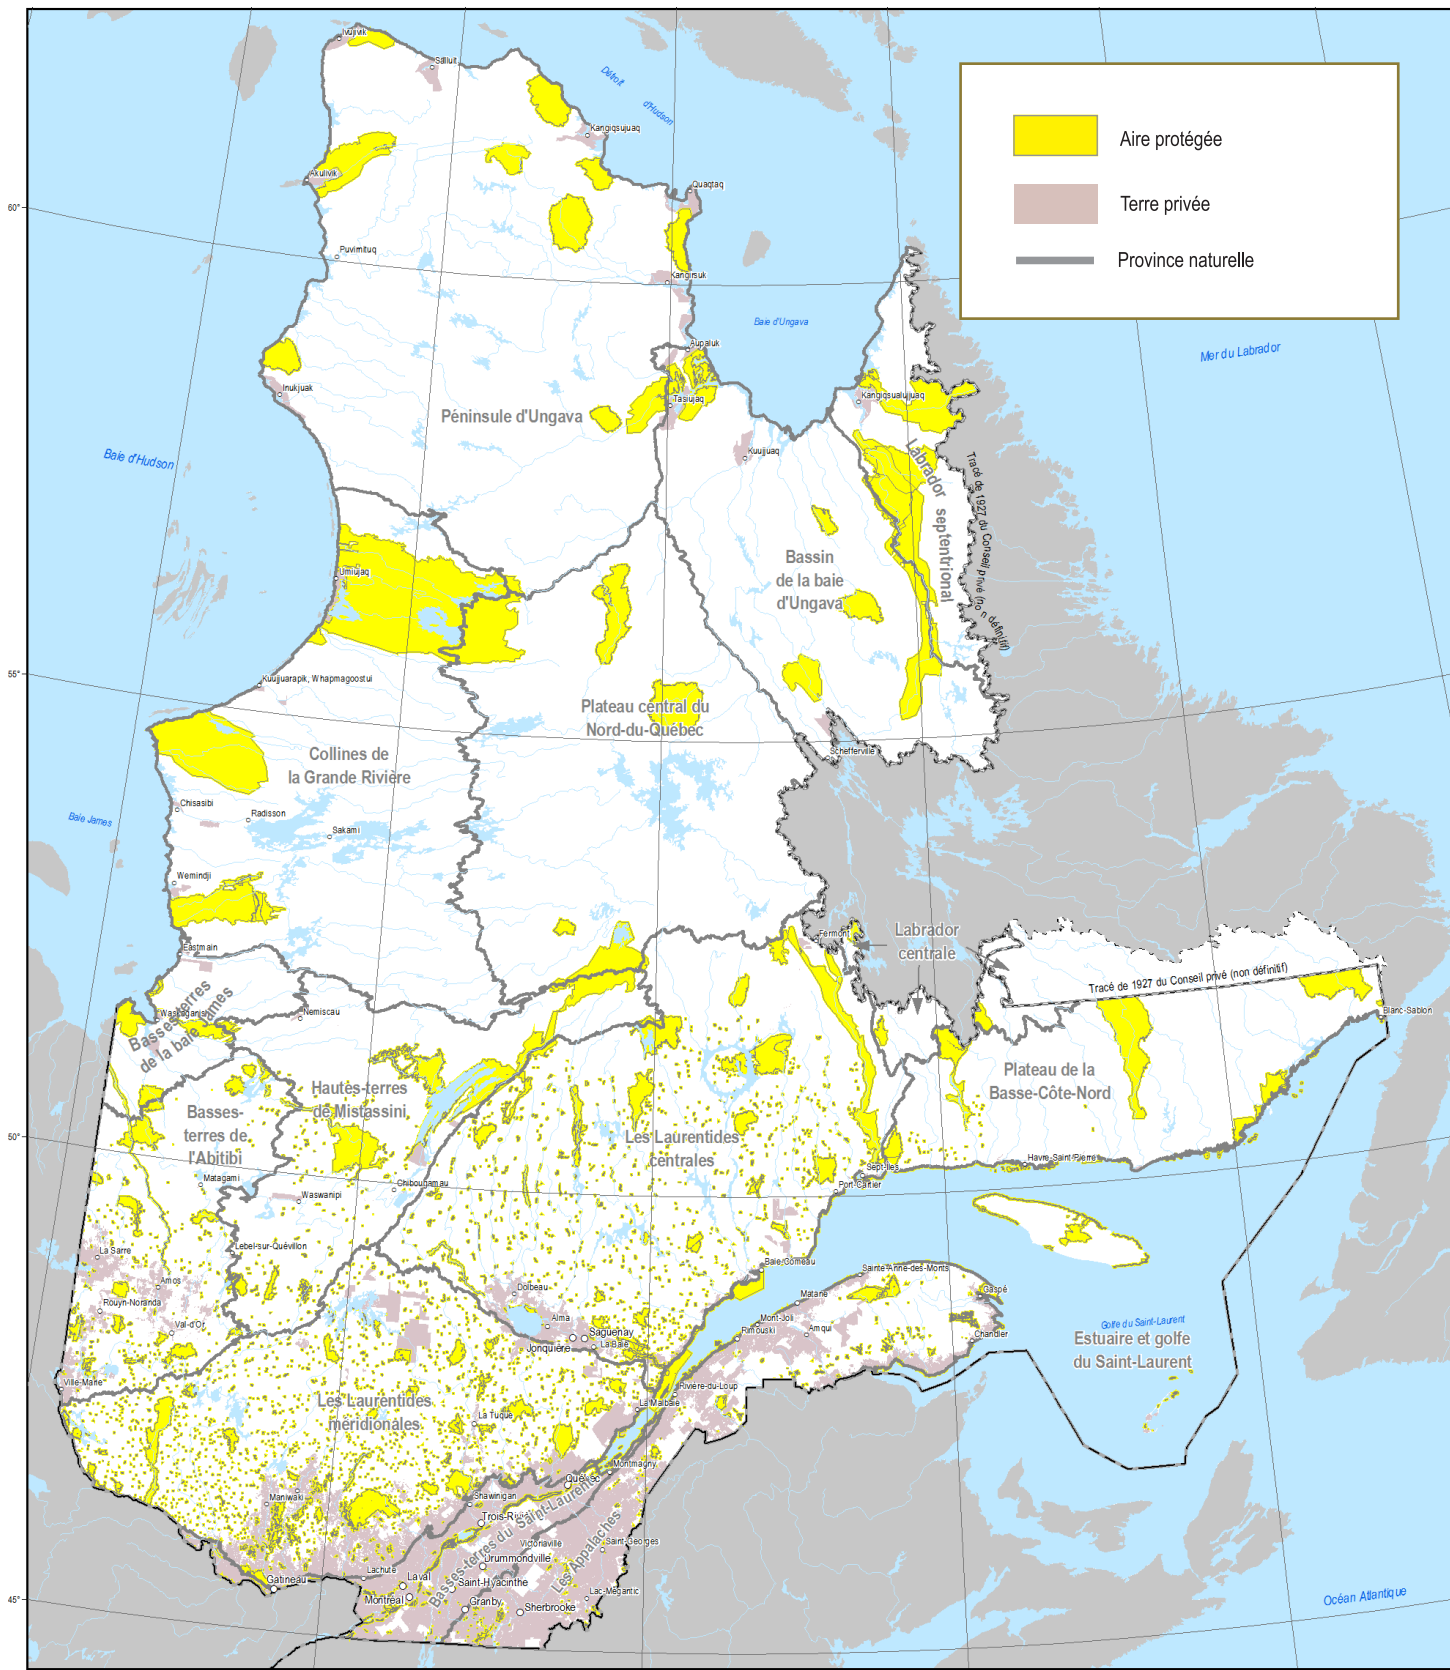 Ivujivik
Salluit
Détroit
d'Hudson
Kangiqsujuaq
Akulivik
Quaqtaq
60°
Puvirnituq
Kangirsuk
Aire protégée
Terre privée
Province naturelle
Baie d'Ungava
Mer du Labrador
Aupaluk
Inukjuak
Tasiujaq
Kangiqsualujjuaq
Péninsule d'Ungava
Kuujjuaq
Baie d'Hudson
Labrador septentrional
Tracé de 1927 du Conseil privé (non définitif)
Umiujaq
Bassin
de la baie
d'Ungava
55°
Kuujjuarapik, Whapmagoostui
Plateau central du
Nord-du-Québec
Schefferville
Collines de
la Grande Rivière
Chisasibi
Radisson
Sakami
Baie James
Wemindji
Eastmain
Fermont
Labrador
centrale
Tracé de 1927 du Conseil privé (non définitif)
Blanc-Sablon
Waskaganish
Nemiscau
Basses-terres
de la baie James
Hautes-terres
de Mistassini
Plateau de la
Basse-Côte-Nord
Basses-
terres de
l'Abitibi
50°
Les Laurentides
centrales
Matagami
Waswanipi
Chibougamau
Sept-Îles
Port-Cartier
Havre-Saint-Pierre
La Sarre
Lebel-sur-Quévillon
Amos
Rouyn-Noranda
Val-d'Or
Baie-Comeau
Sainte-Anne-des-Monts
Matane
Gaspé
Mont-Joli
Rimouski
Amqui
Chandler
Golfe du Saint-Laurent
Estuaire et golfe
du Saint-Laurent
Dolbeau
Alma
Saguenay
Jonquière
La Baie
Ville-Marie
Rivière-du-Loup
La Malbaie
Les Laurentides
méridionales
La Tuque
Montmagny
Québec
Maniwaki
Shawinigan
Trois-Rivi
Basses-terres du Saint-Laurent
Victoriaville
Les Appalaches
Saint-Georges
Drummondville
Lachute
Gatineau
Laval
Saint-Hyacinthe
Montréal
Granby
Sherbrooke
Lac-Mégantic
45°
Océan Atlantique